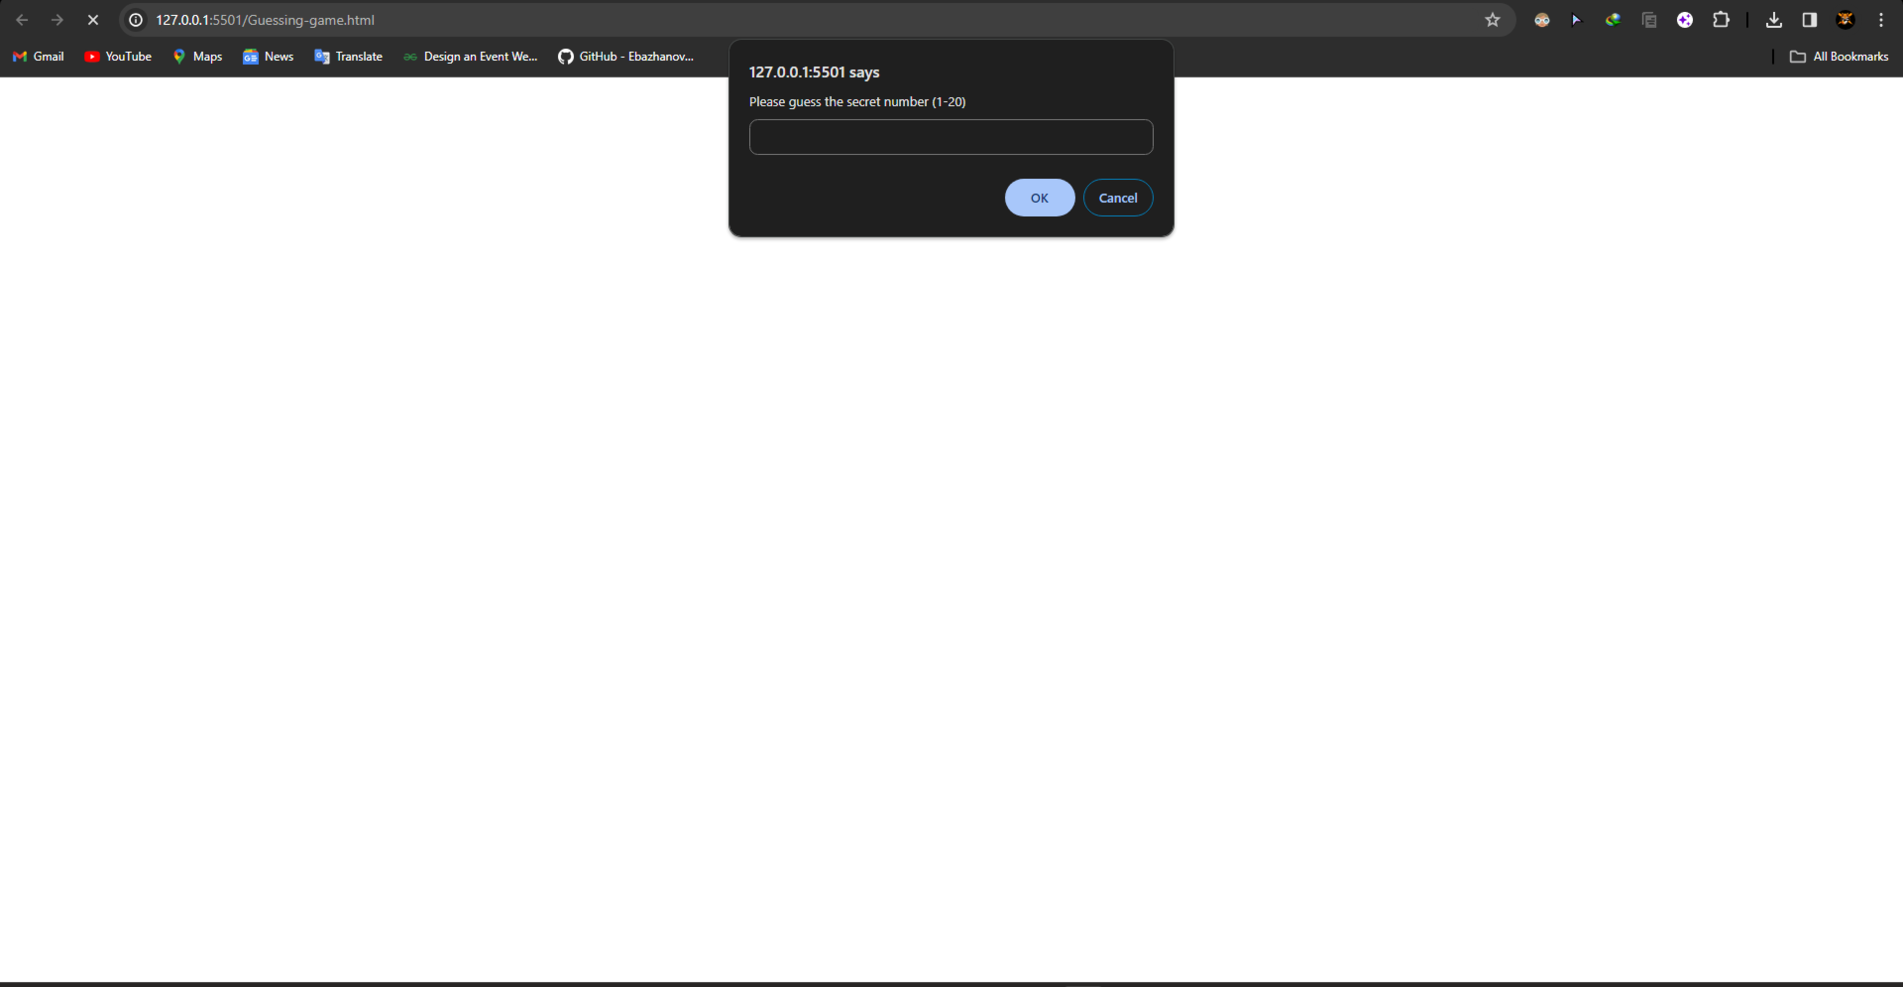 127.0.0.1:5501/Guessing-game.html
Gmail YouTube Maps News Translate Design an Event We... GitHub - Ebazhanov... All Bookmarks
127.0.0.1:5501 says
Please guess the secret number (1-20)
OK Cancel